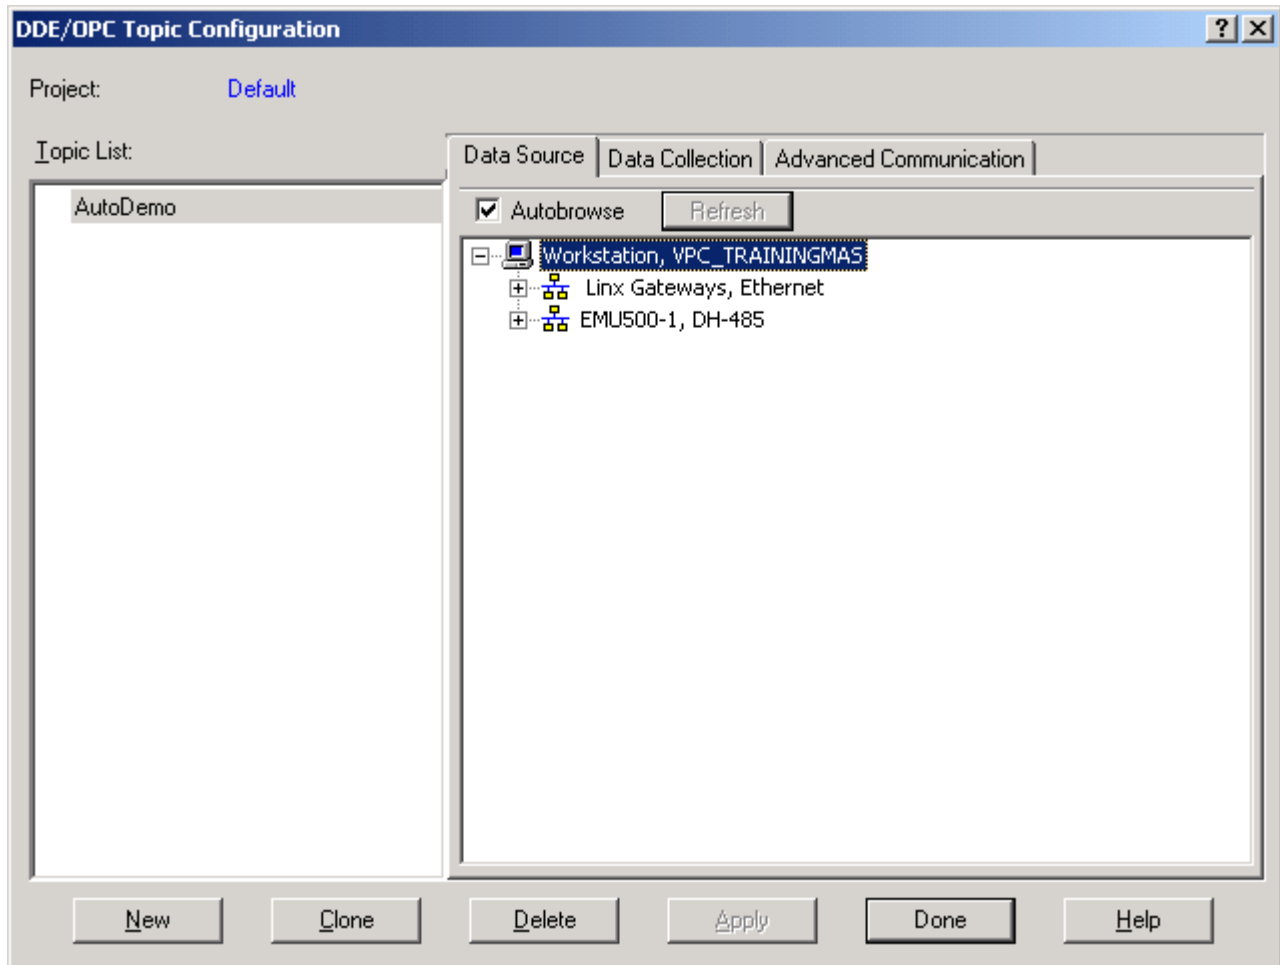 DDE/OPC Topic Configuration
Project: Default
Topic List:
AutoDemo
Data Source Data Collection Advanced Communication
Autobrowse Refresh
Workstation, VPC_TRAININGMAS
Linx Gateways, Ethernet
EMU500-1, DH-485
New Clone Delete Apply Done Help